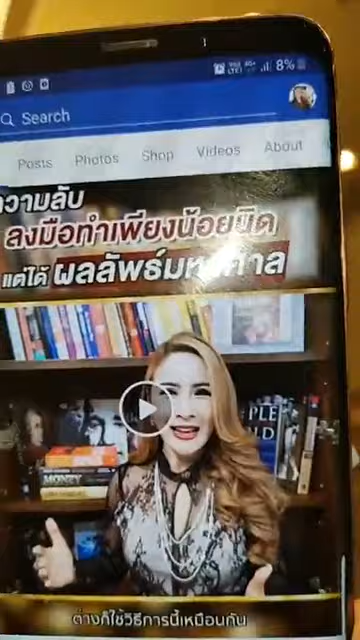 8%
Search
Posts Photos Shop Videos About
ความลับ
ลงมือทำเพียงน้อยนิด
แต่ได้ ผลลัพธ์มหาศาล
MONEY
ต่างก็ใช้วิธีการนี้เหมือนกัน